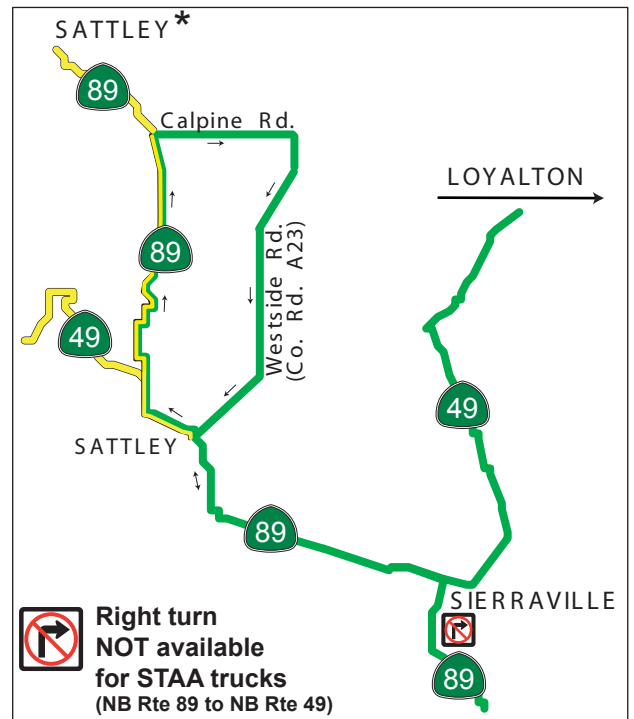 SATTLEY*
89
Calpine Rd.
LOYALTON
89
Westside Rd.
(Co. Rd. A23)
49
49
SATTLEY
89
SIERRAVILLE
Right turn
NOT available
for STAA trucks
(NB Rte 89 to NB Rte 49)
89